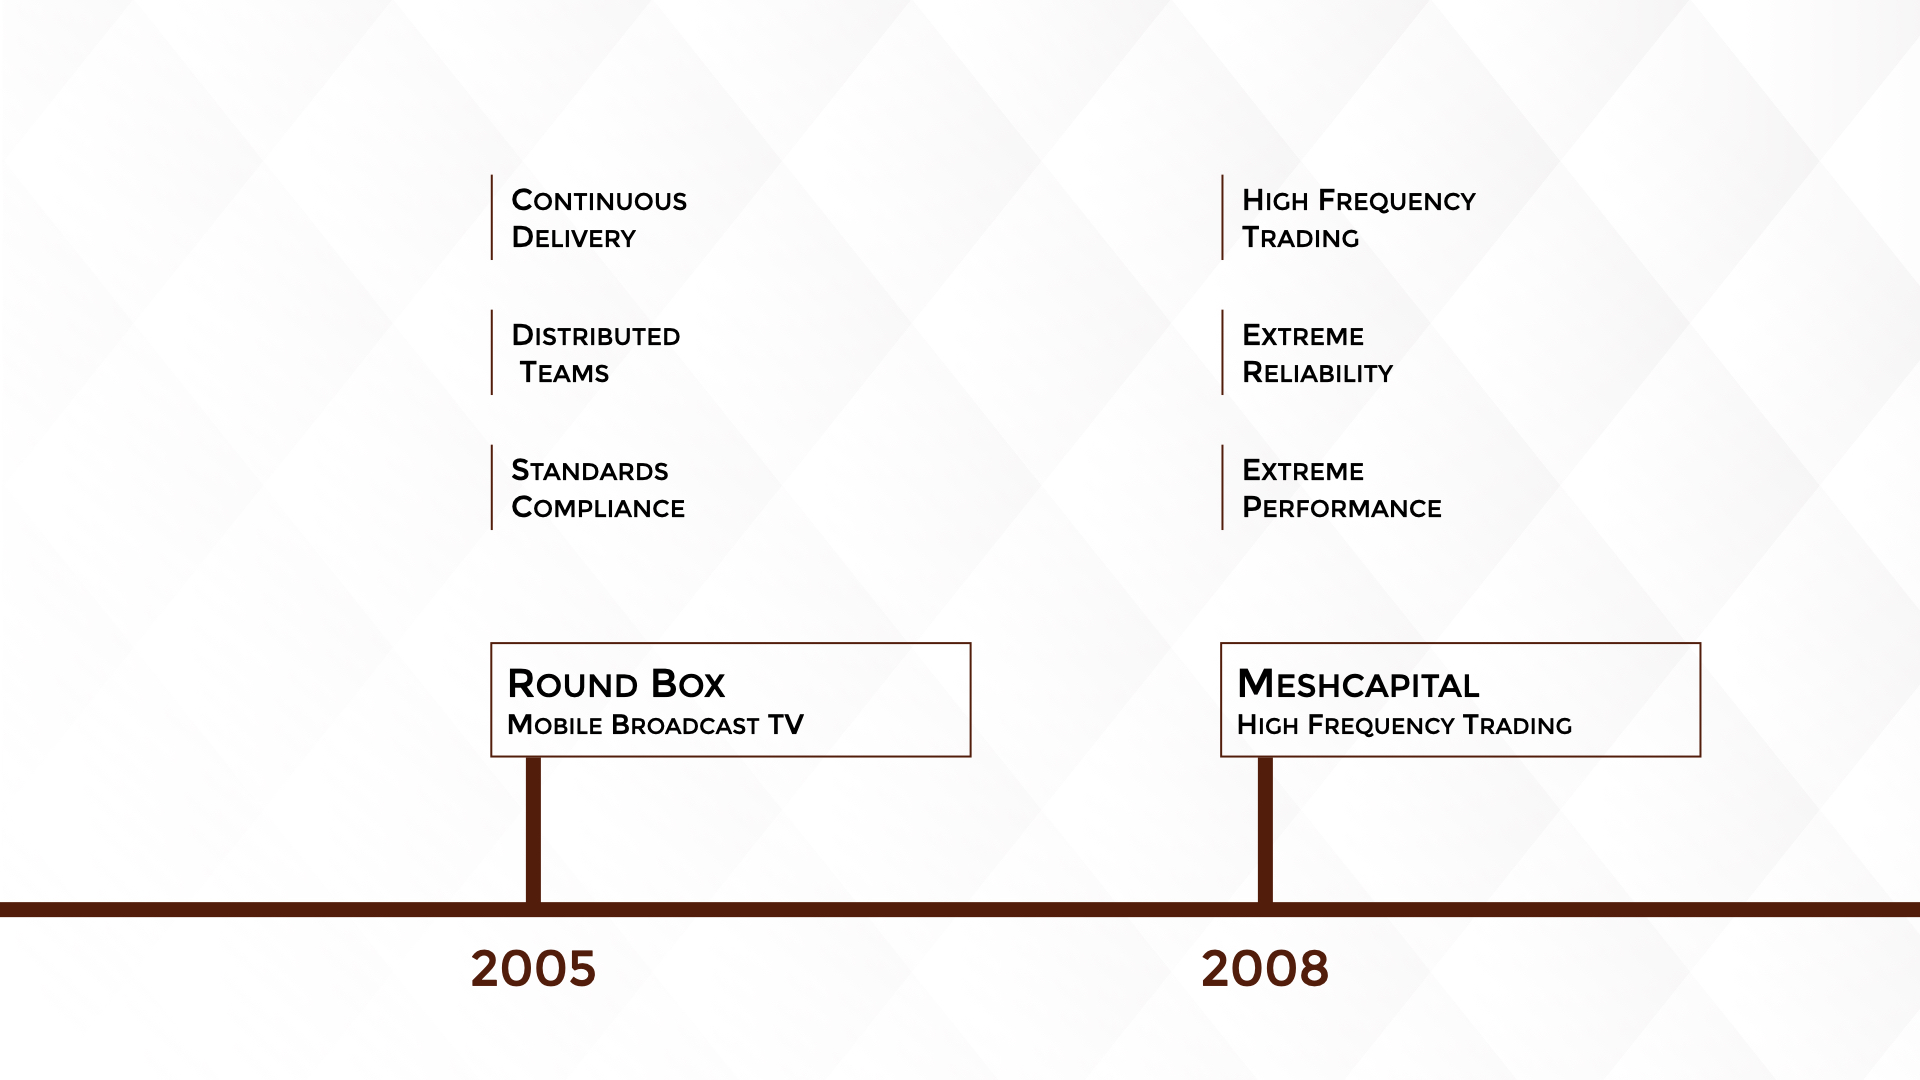 Continuous
Delivery
Distributed
Teams
Standards
Compliance
Round Box
Mobile Broadcast TV
2005
High Frequency
Trading
Extreme
Reliability
Extreme
Performance
Meshcapital
High Frequency Trading
2008